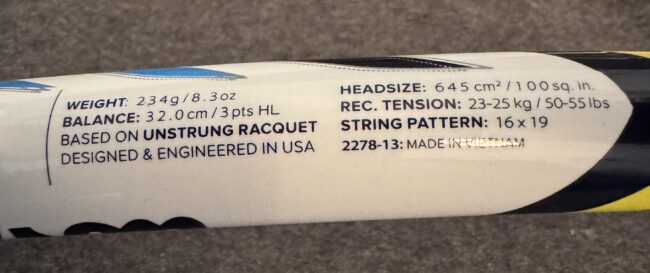 WEIGHT: 234g / 8.3oz
BALANCE: 32.0cm / 3pts HL
BASED ON UNSTRUNG RACQUET
DESIGNED & ENGINEERED IN USA
HEADSIZE: 645 cm² / 100 sq. in.
REC. TENSION: 23-25 kg / 50-55 lbs
STRING PATTERN: 16 x 19
2278-13: MADE IN VIETNAM